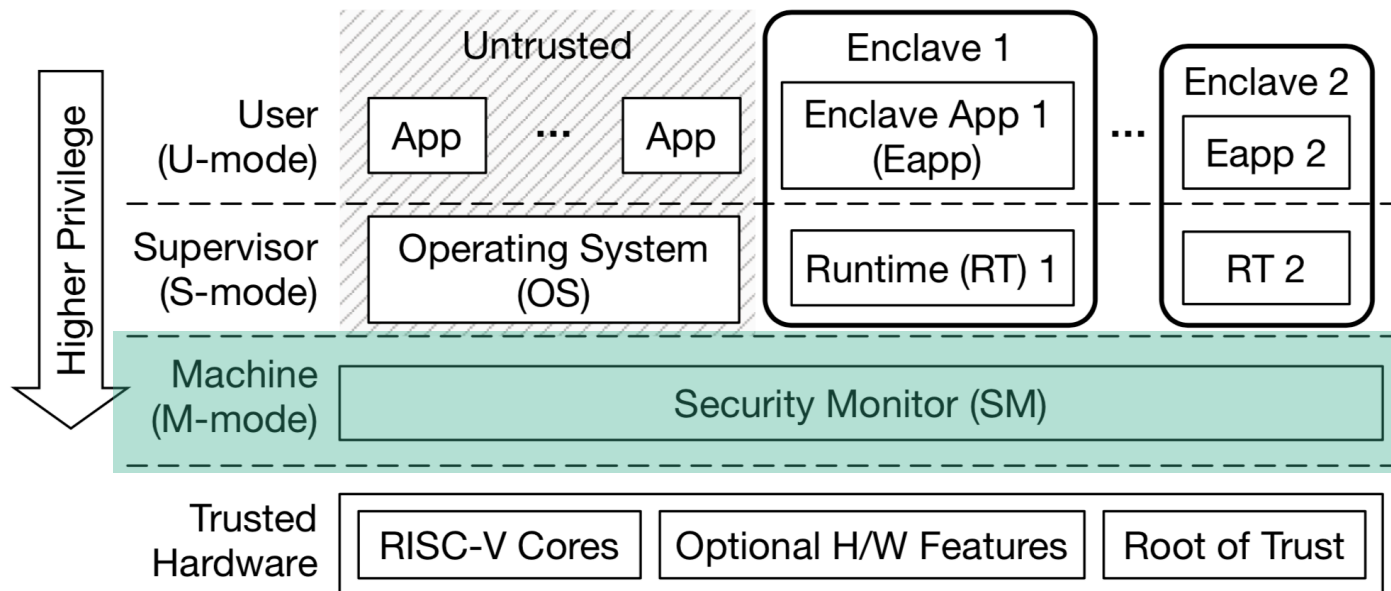 Higher Privilege
Untrusted
Enclave 1
Enclave 2
User
(U-mode)
App
...
App
Enclave App 1
(Eapp)
...
Eapp 2
Supervisor
(S-mode)
Operating System
(OS)
Runtime (RT) 1
RT 2
Machine
(M-mode)
Security Monitor (SM)
Trusted
Hardware
RISC-V Cores
Optional H/W Features
Root of Trust